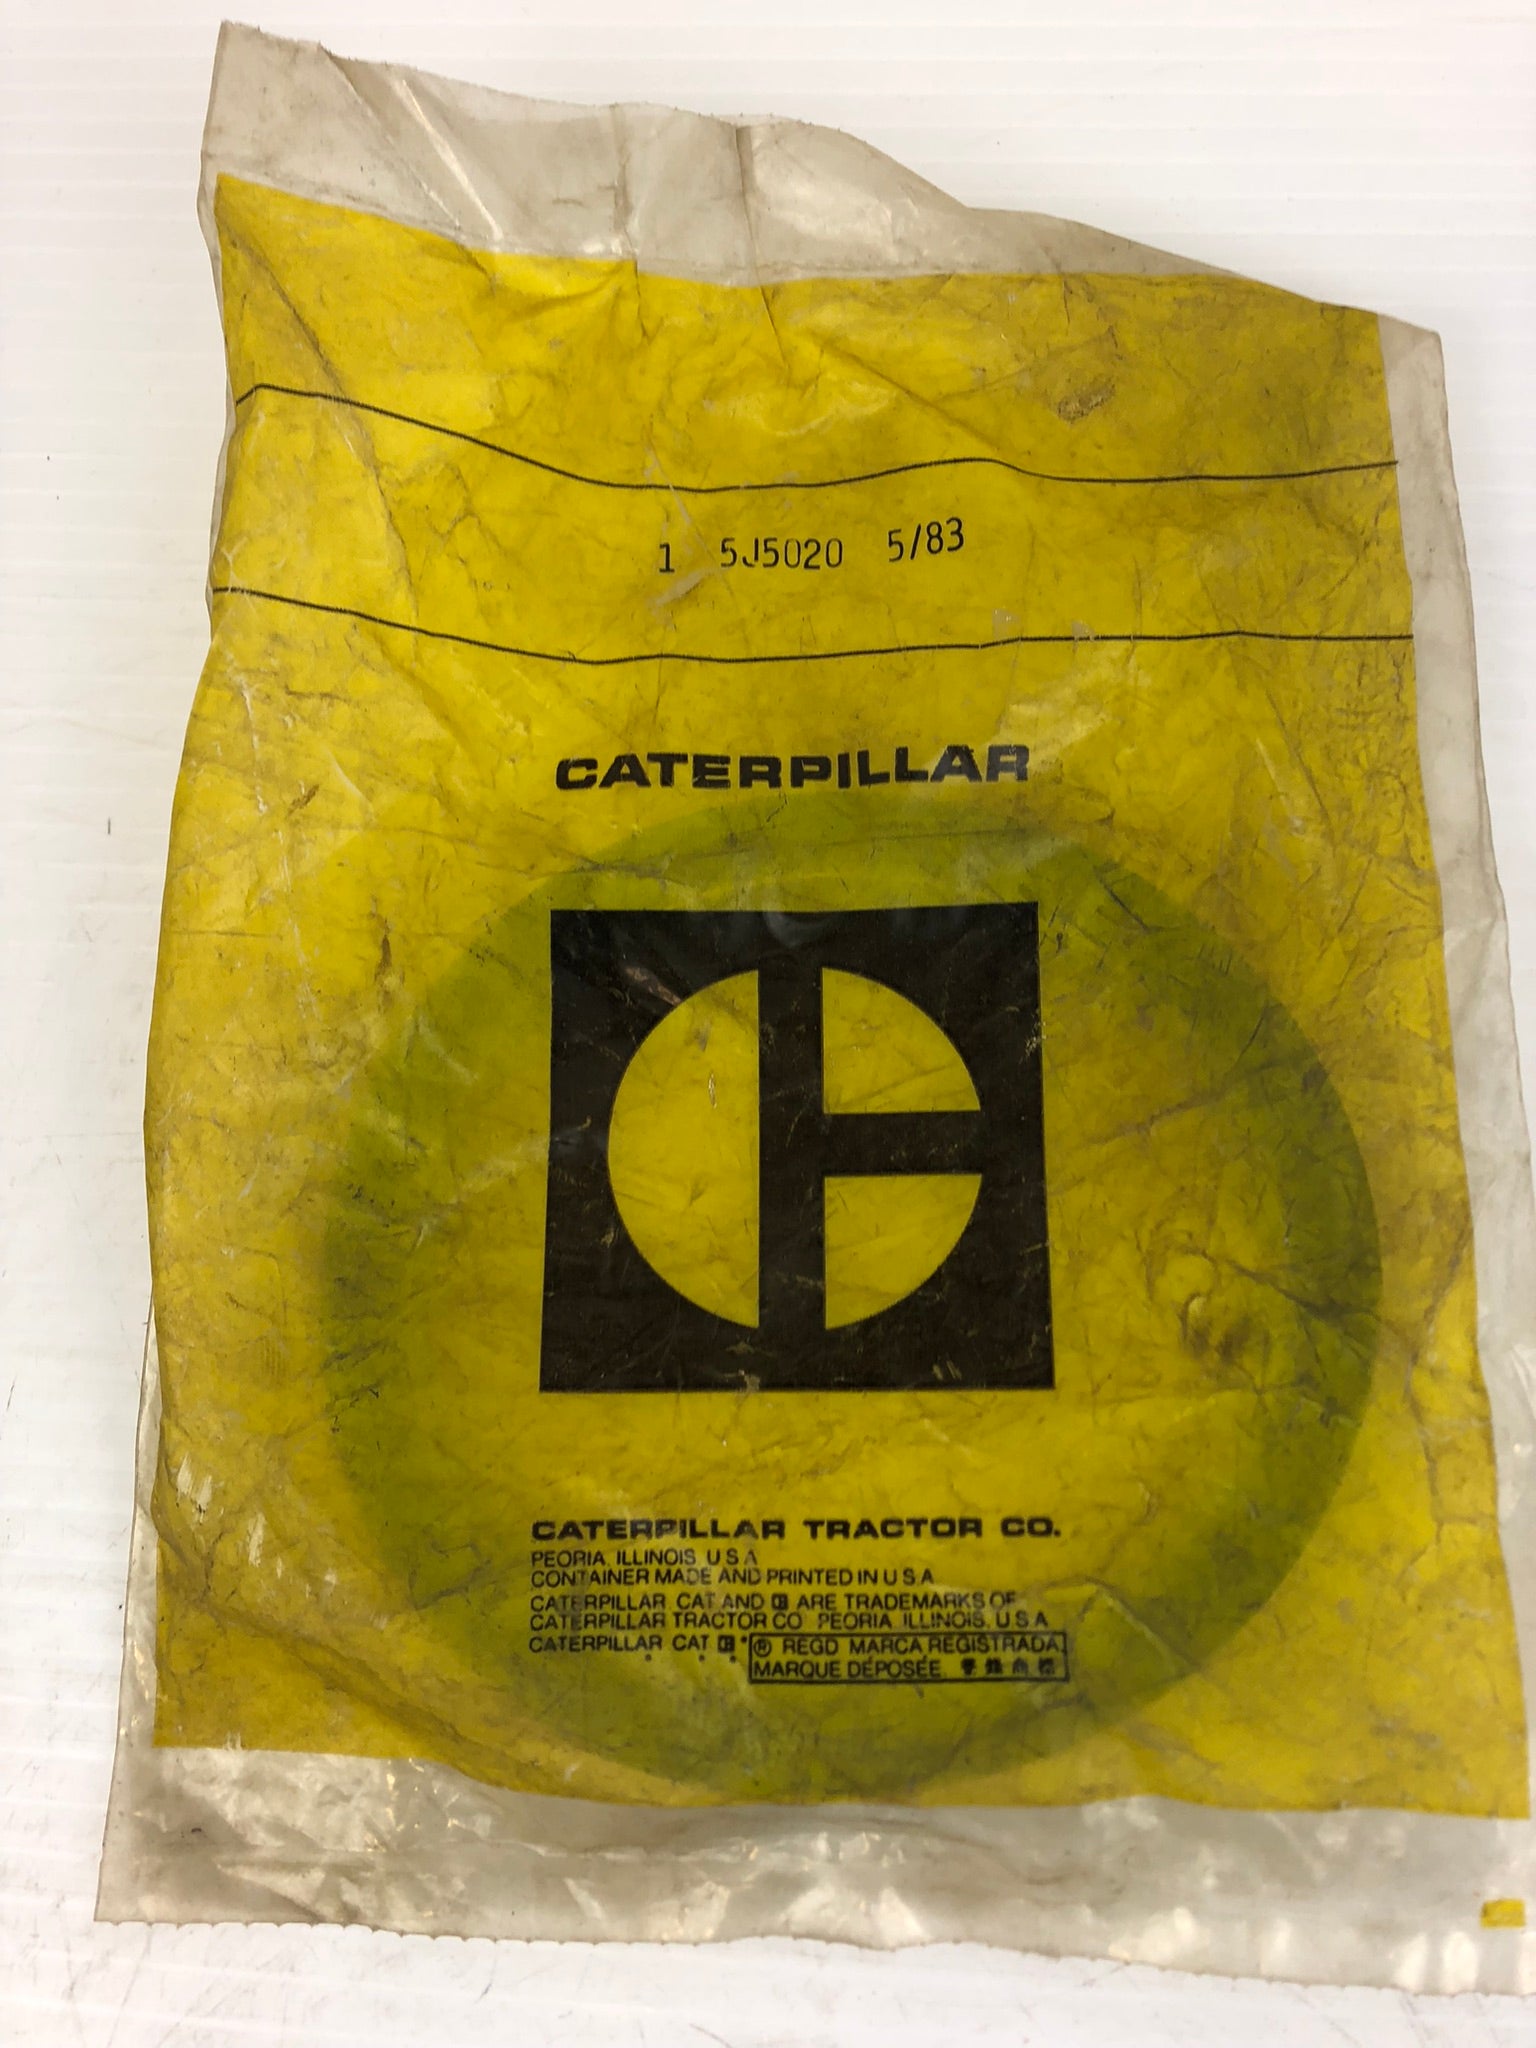 1 5J5020 5/83
CATERPILLAR
CATERPILLAR TRACTOR CO.
PEORIA, ILLINOIS, U.S.A.
CONTAINER MADE AND PRINTED IN U.S.A.
CATERPILLAR, CAT AND ARE TRADEMARKS OF
CATERPILLAR TRACTOR CO. PEORIA, ILLINOIS, U.S.A.
CATERPILLAR CAT
® REGD MARCA REGISTRADA,
MARQUE DÉPOSÉE,